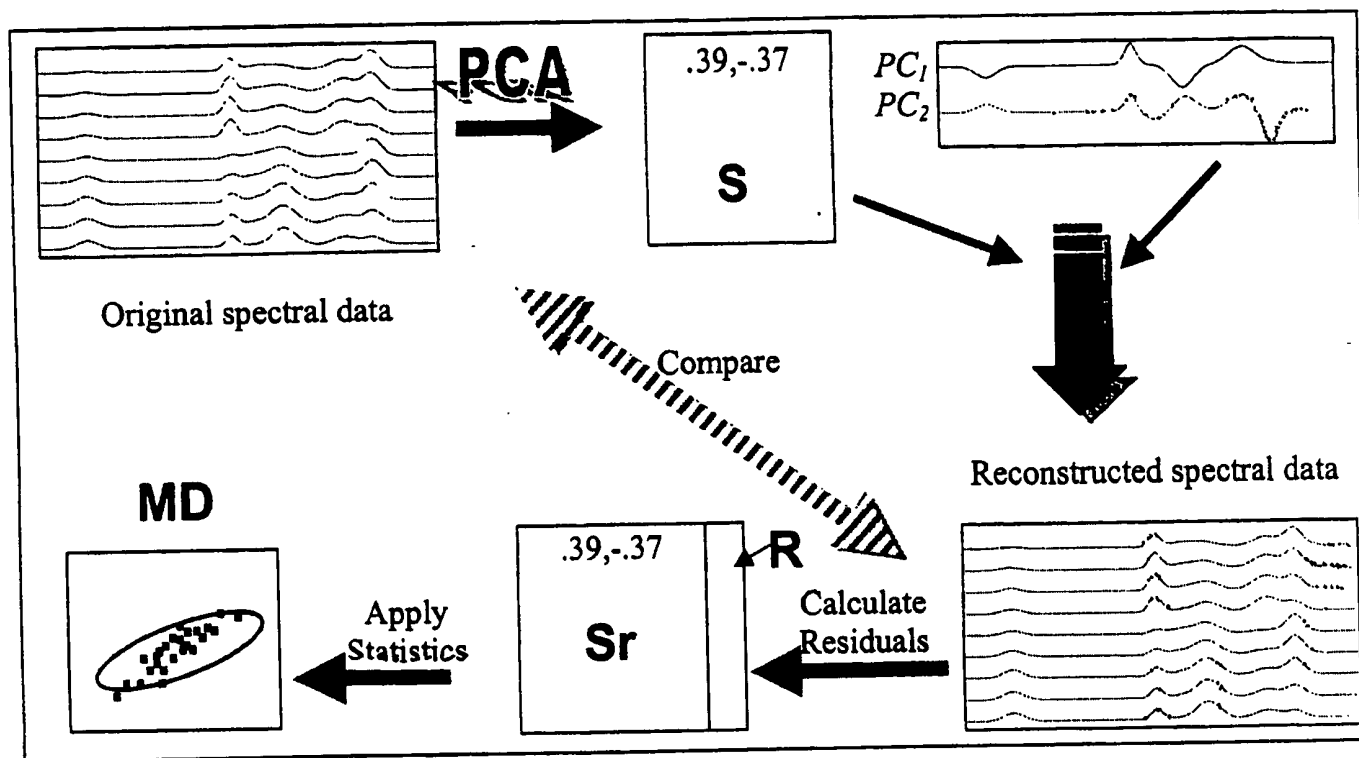 PCA
.39,-.37
S
PC1
PC2
Original spectral data
Compare
Reconstructed spectral data
MD
.39,-.37
R
Sr
Calculate
Residuals
Apply
Statistics